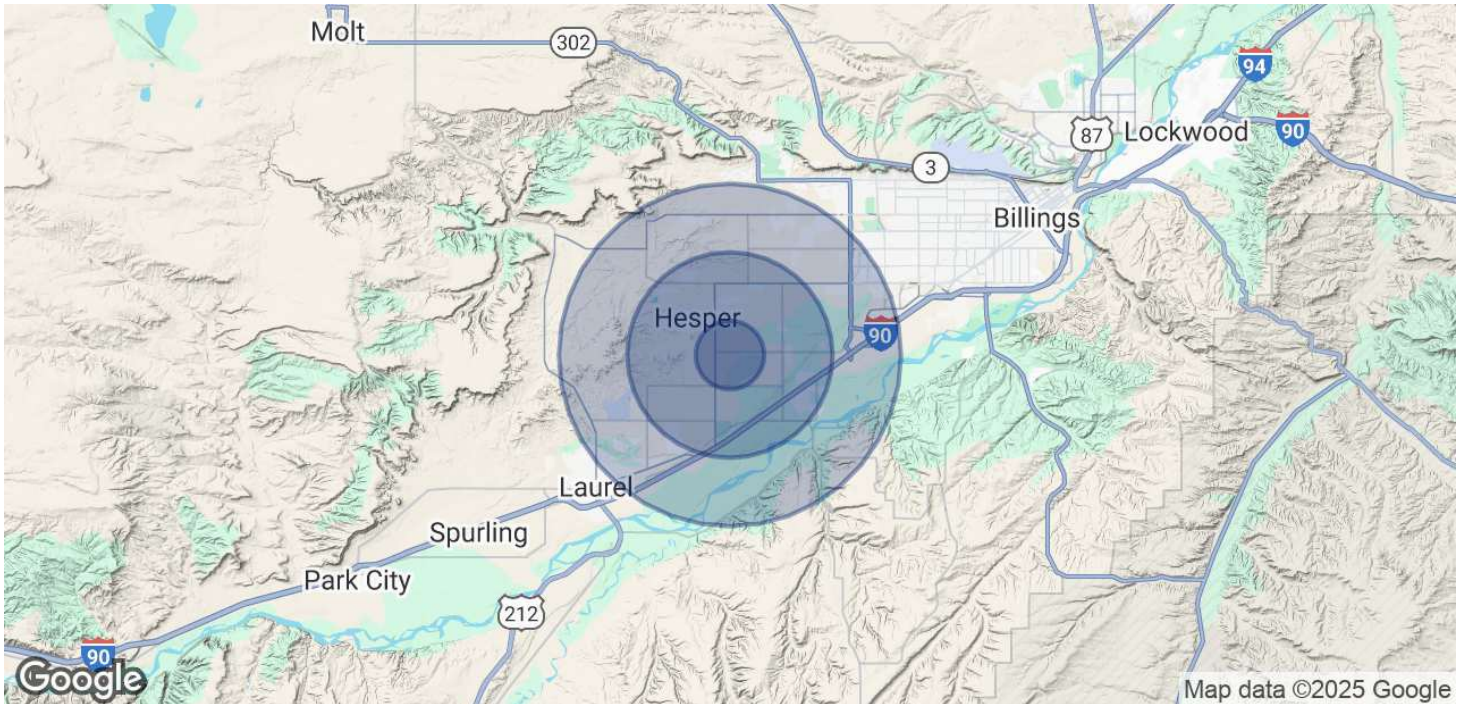 Molt
302
94
87
Lockwood
90
3
Billings
Hesper
90
Laurel
Spurling
Park City
212
90
Google
Map data ©2025 Google